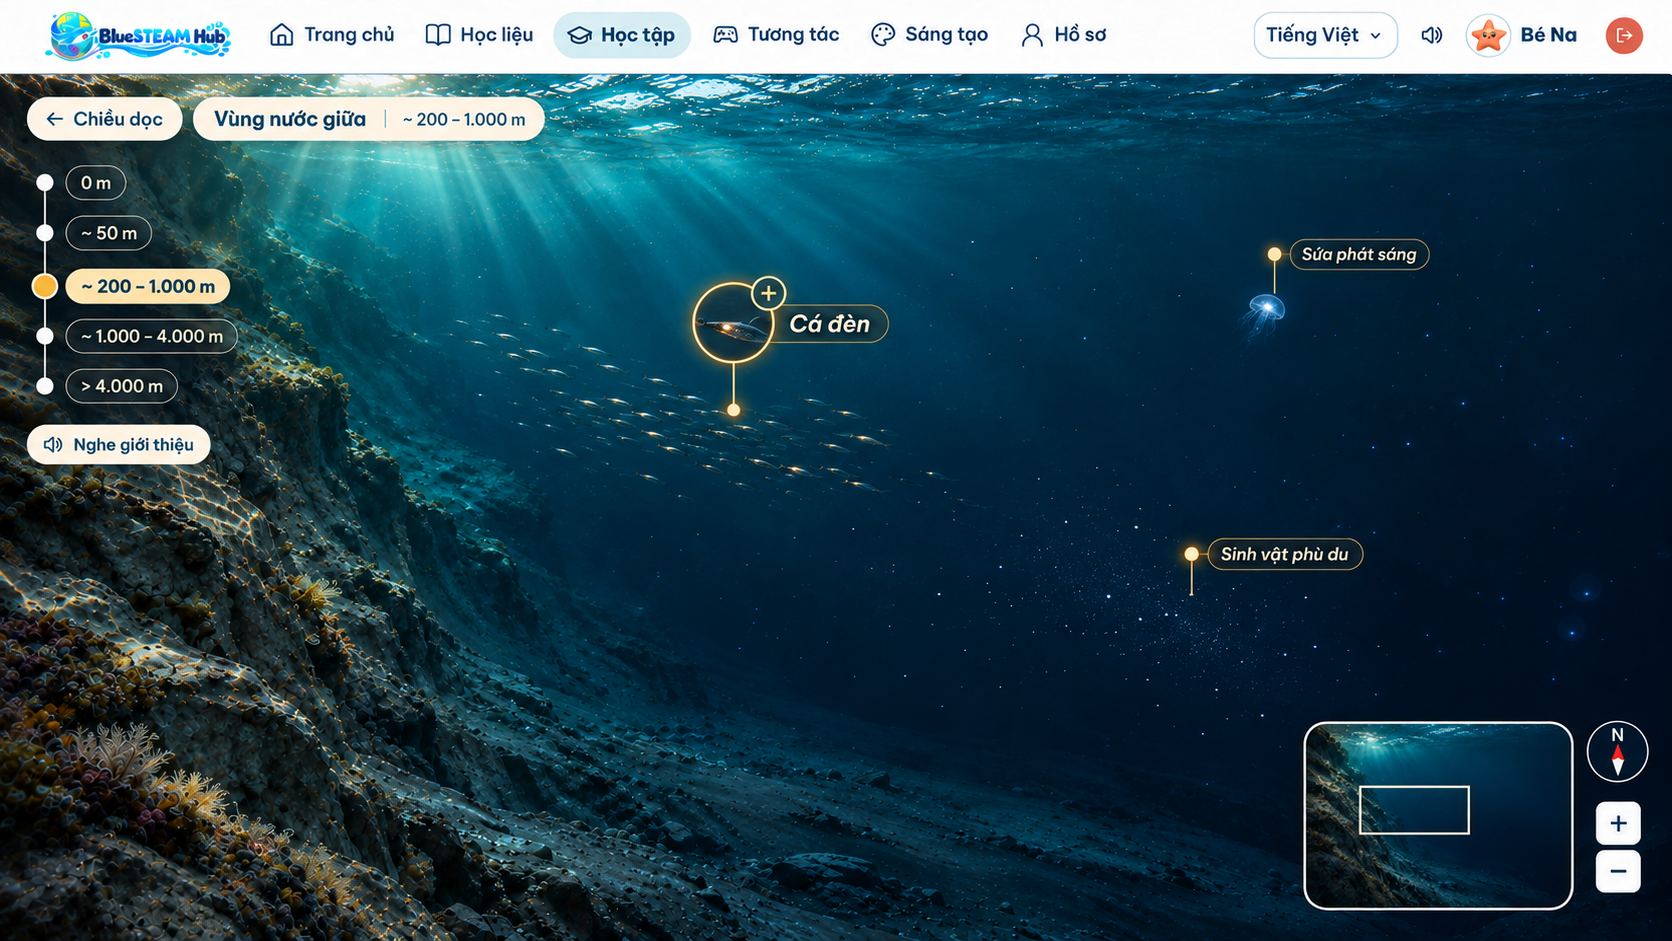 BlueSTEAM Hub
Trang chủ
Học liệu
Học tập
Tương tác
Sáng tạo
Hồ sơ
Tiếng Việt
Bé Na
Chiều dọc
Vùng nước giữa
~ 200 – 1.000 m
0 m
~ 50 m
~ 200 – 1.000 m
~ 1.000 – 4.000 m
> 4.000 m
Nghe giới thiệu
Cá đèn
Sứa phát sáng
Sinh vật phù du
N